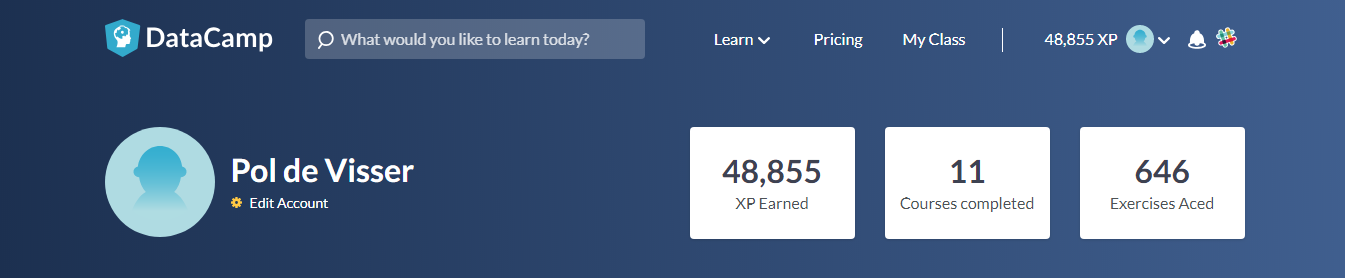 DataCamp What would you like to learn today? Learn Pricing My Class 48,855 XP
Pol de Visser
Edit Account
48,855
XP Earned
11
Courses completed
646
Exercises Aced